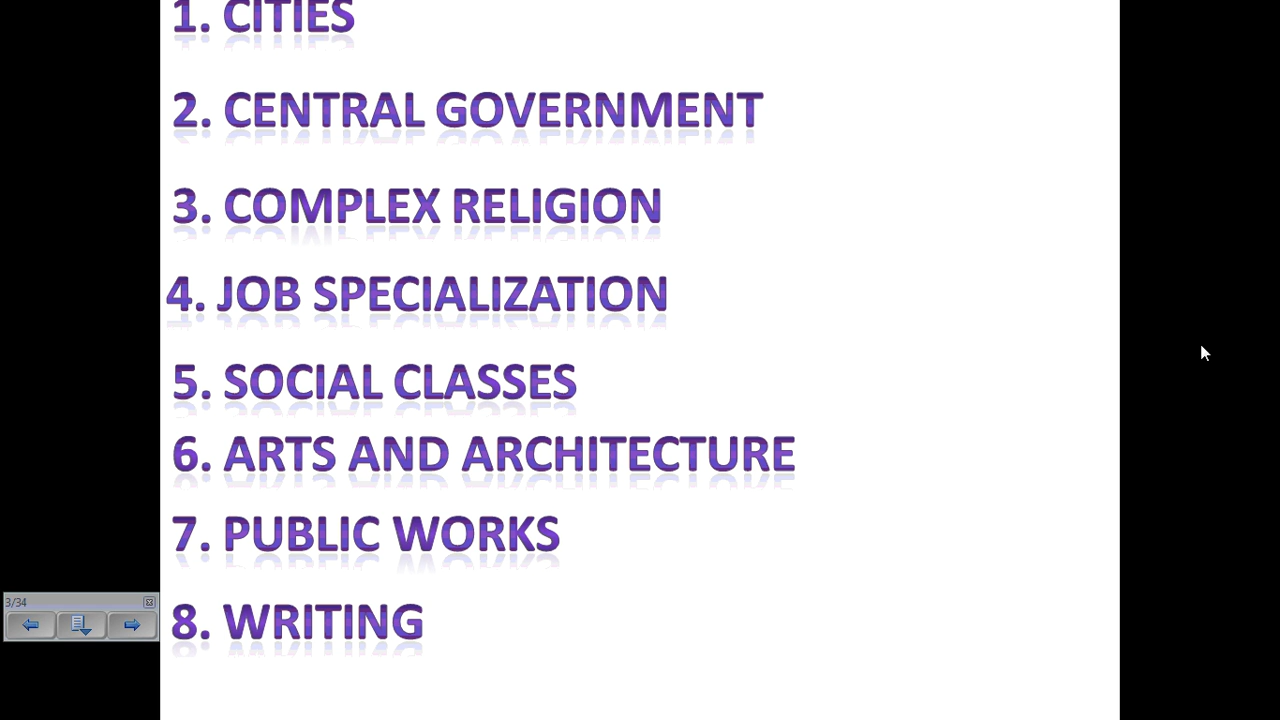 1. CITIES
2. CENTRAL GOVERNMENT
3. COMPLEX RELIGION
4. JOB SPECIALIZATION
5. SOCIAL CLASSES
6. ARTS AND ARCHITECTURE
7. PUBLIC WORKS
3/34
8. WRITING